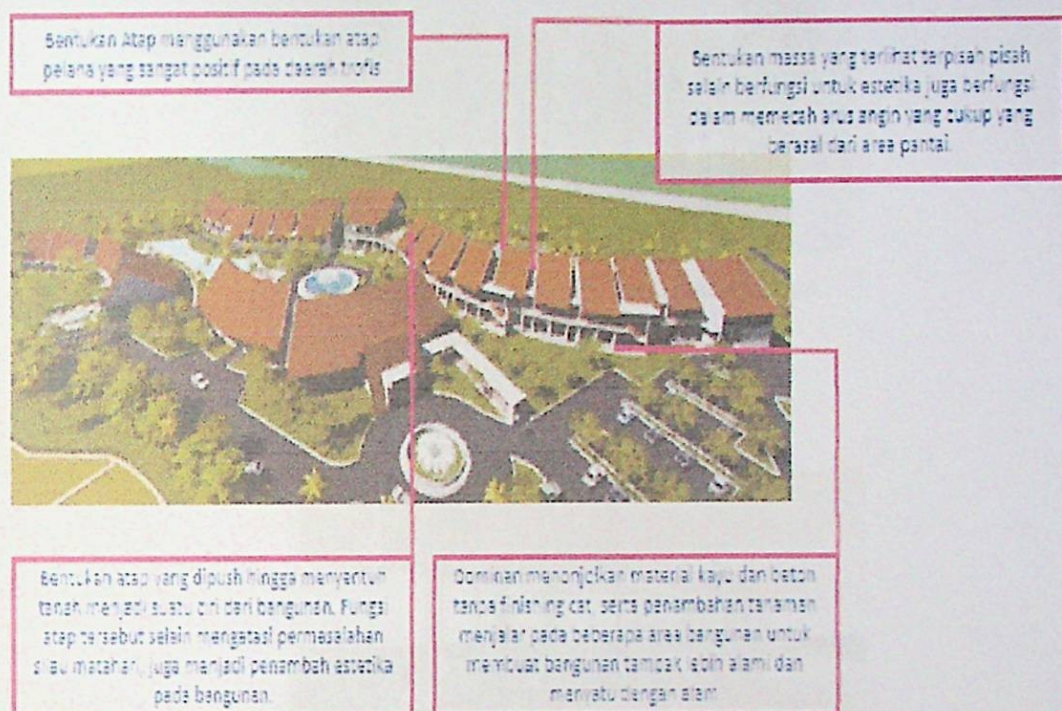 Bentukan Atap menggunakan bentukan atap
pelana yang sangat positif pada daerah trofis
Bentukan massa yang terlihat terpisah pisah
selain berfungsi untuk estetika juga berfungsi
dalam memecah arus angin yang cukup yang
berasal dari area pantai.
Bentukan atap yang dipush hingga menyentuh
tanah menjadi suatu ciri dari bangunan. Fungsi
atap tersebut selain mengatasi permasalahan
silau matahari, juga menjadi penambah estetika
pada bangunan.
Dominan menonjolkan material kayu dan beton
tanpa finishing cat, serta penambahan tanaman
menjalar pada beberapa area bangunan untuk
membuat bangunan tampak lebih alami dan
menyatu dengan alam